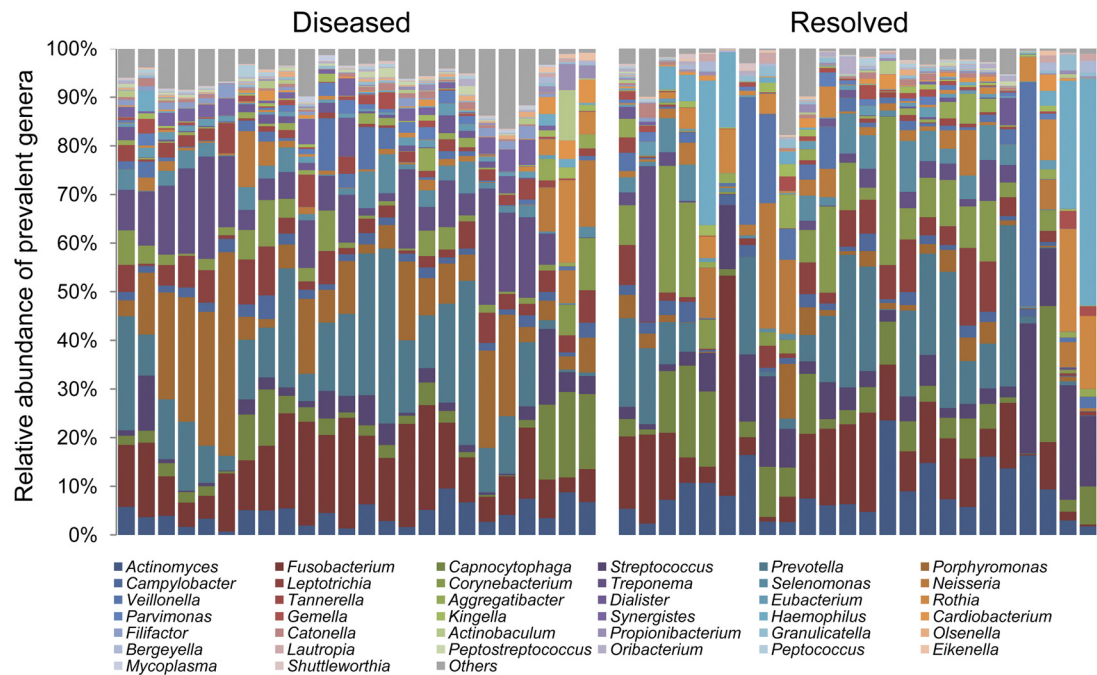 Diseased Resolved
Relative abundance of prevalent genera
100%
90%
80%
70%
60%
50%
40%
30%
20%
10%
0%
Actinomyces Fusobacterium Capnocytophaga Streptococcus Prevotella Porphyromonas
Campylobacter Leptotrichia Corynebacterium Treponema Selenomonas Neisseria
Veillonella Tannerella Aggregatibacter Dialister Eubacterium Rothia
Parvimonas Gemella Kingella Synergistes Haemophilus Cardiobacterium
Filifactor Catonella Actinobaculum Propionibacterium Granulicatella Olsenella
Bergeyella Lautropia Peptostreptococcus Oribacterium Peptococcus Eikenella
Mycoplasma Shuttleworthia Others